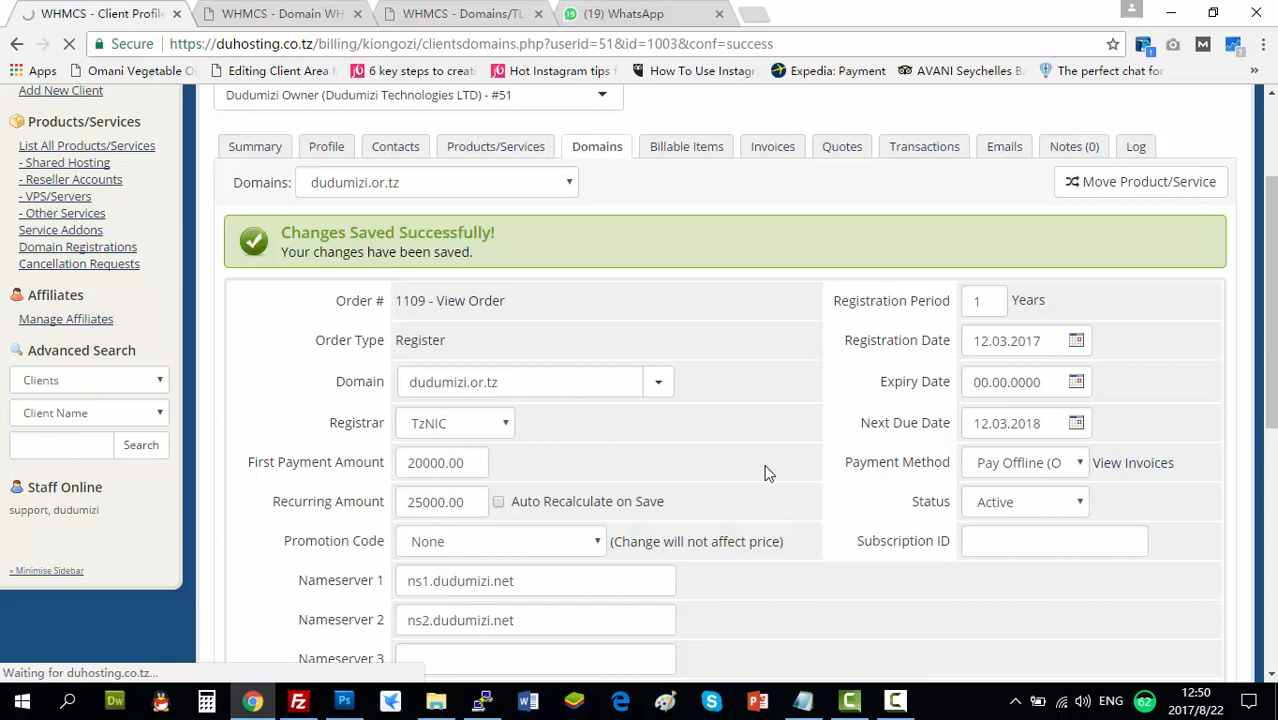 WHMCS - Client Profile
WHMCS - Domain WH
WHMCS - Domains/TL
(19) WhatsApp
Secure
https://duhosting.co.tz/billing/kiongozi/clientsdomains.php?userid=51&id=1003&conf=success
Apps
Omani Vegetable
Editing Client Area
6 key steps to creati
Hot Instagram tips f
How To Use Instagr
Expedia: Payment
AVANI Seychelles B
The perfect chat for
»
Add New Client
Products/Services
List All Products/Services
- Shared Hosting
- Reseller Accounts
- VPS/Servers
- Other Services
Service Addons
Domain Registrations
Cancellation Requests
Affiliates
Manage Affiliates
Advanced Search
Clients
Client Name
Search
Staff Online
support, dudumizi
« Minimise Sidebar
Dudumizi Owner (Dudumizi Technologies LTD) - #51
Summary
Profile
Contacts
Products/Services
Domains
Billable Items
Invoices
Quotes
Transactions
Emails
Notes (0)
Log
Domains:
dudumizi.or.tz
Move Product/Service
Changes Saved Successfully!
Your changes have been saved.
Order #
1109 - View Order
Registration Period
1
Years
Order Type
Register
Registration Date
12.03.2017
Domain
dudumizi.or.tz
Expiry Date
00.00.0000
Registrar
TzNIC
Next Due Date
12.03.2018
First Payment Amount
20000.00
Payment Method
Pay Offline (O
View Invoices
Recurring Amount
25000.00
Auto Recalculate on Save
Status
Active
Promotion Code
None
(Change will not affect price)
Subscription ID
Nameserver 1
ns1.dudumizi.net
Nameserver 2
ns2.dudumizi.net
Nameserver 3
Waiting for duhosting.co.tz...
Dw
Ps
ENG
62
12:50
2017/8/22